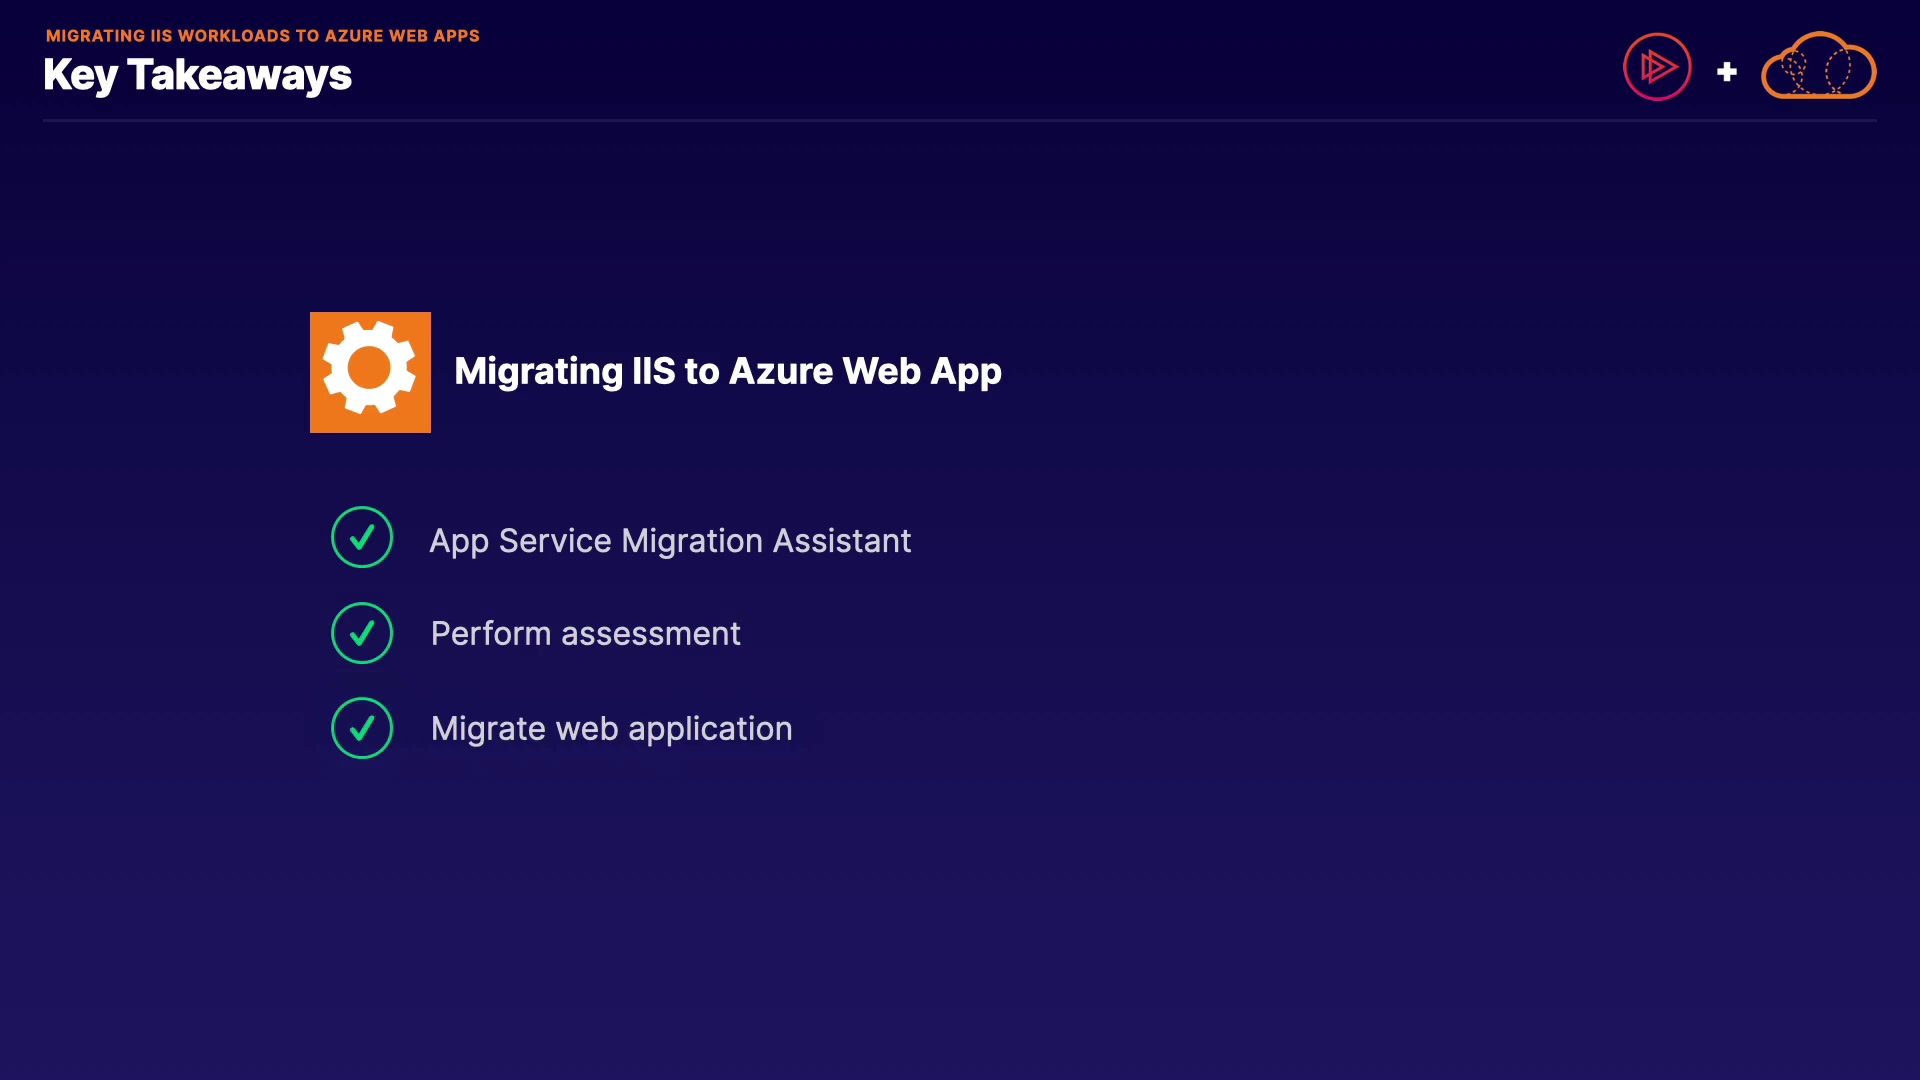 MIGRATING IIS WORKLOADS TO AZURE WEB APPS
Key Takeaways
+
Migrating IIS to Azure Web App
App Service Migration Assistant
Perform assessment
Migrate web application